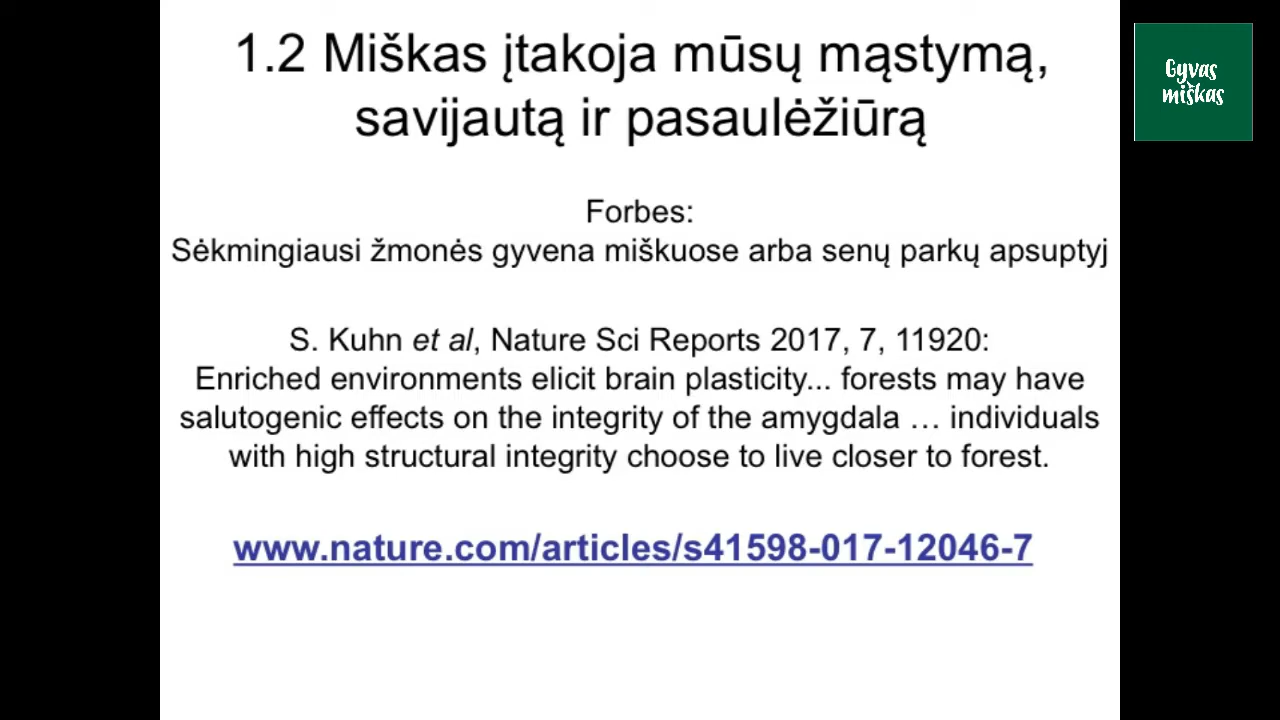 1.2 Miškas įtakoja mūsų mąstymą,
savijautą ir pasaulėžiūrą
Gyvas
miškas
Forbes:
Sėkmingiausi žmonės gyvena miškuose arba senų parkų apsuptyj
S. Kuhn et al, Nature Sci Reports 2017, 7, 11920:
Enriched environments elicit brain plasticity... forests may have
salutogenic effects on the integrity of the amygdala … individuals
with high structural integrity choose to live closer to forest.
www.nature.com/articles/s41598-017-12046-7